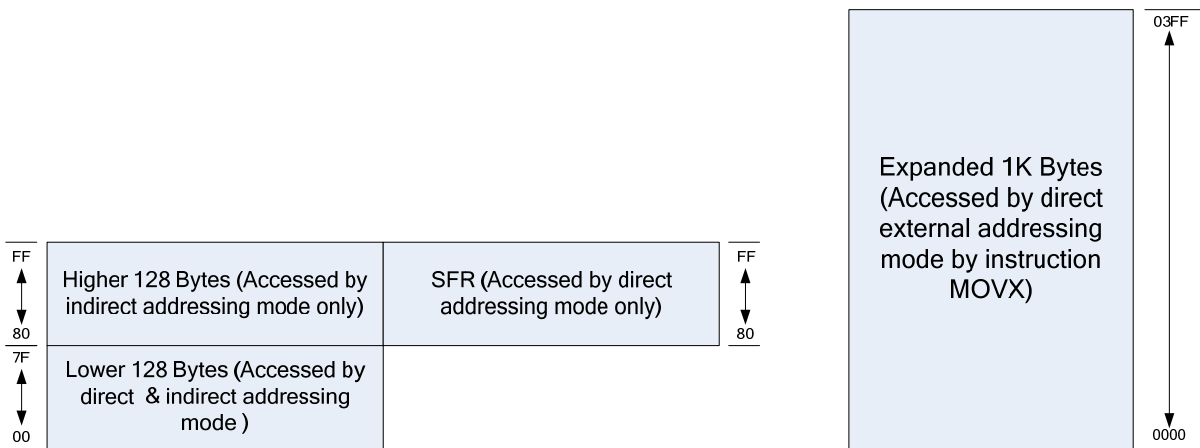 03FF
Expanded 1K Bytes
(Accessed by direct
external addressing
mode by instruction
MOVX)
0000
FF
80
7F
00
Higher 128 Bytes (Accessed by
indirect addressing mode only)
SFR (Accessed by direct
addressing mode only)
FF
80
Lower 128 Bytes (Accessed by
direct & indirect addressing
mode )